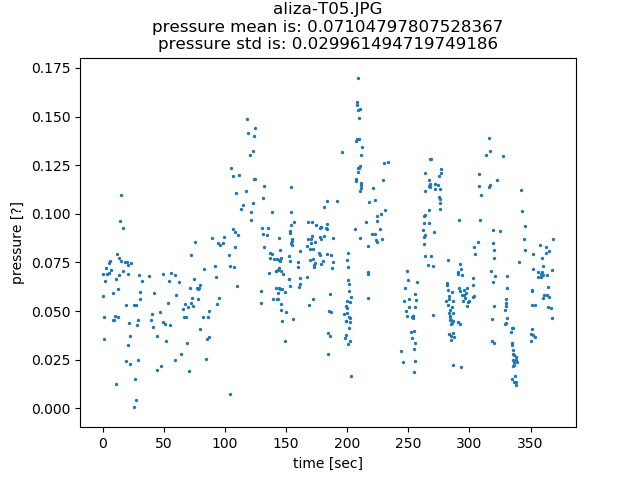 aliza-T05.JPG
pressure mean is: 0.07104797807528367
pressure std is: 0.029961494719749186
0.175
0.150
0.125
0.100
0.075
0.050
0.025
0.000
pressure [?]
0 50 100 150 200 250 300 350
time [sec]